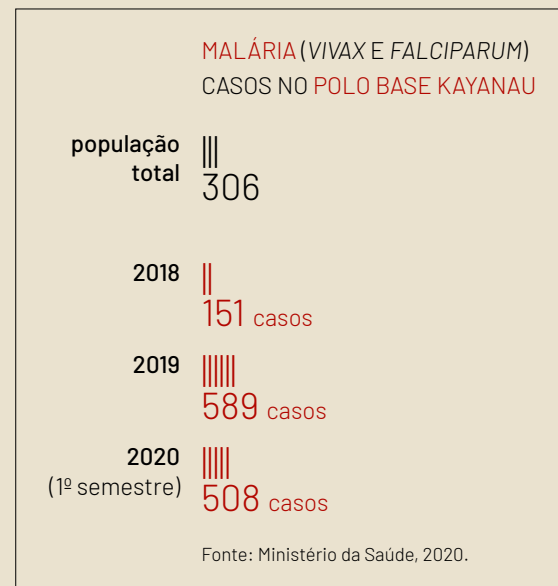 MALÁRIA (VIVAX E FALCIPARUM)
CASOS NO POLO BASE KAYANAU
população
total
306
2018
151 casos
2019
589 casos
2020
(1º semestre)
508 casos
Fonte: Ministério da Saúde, 2020.